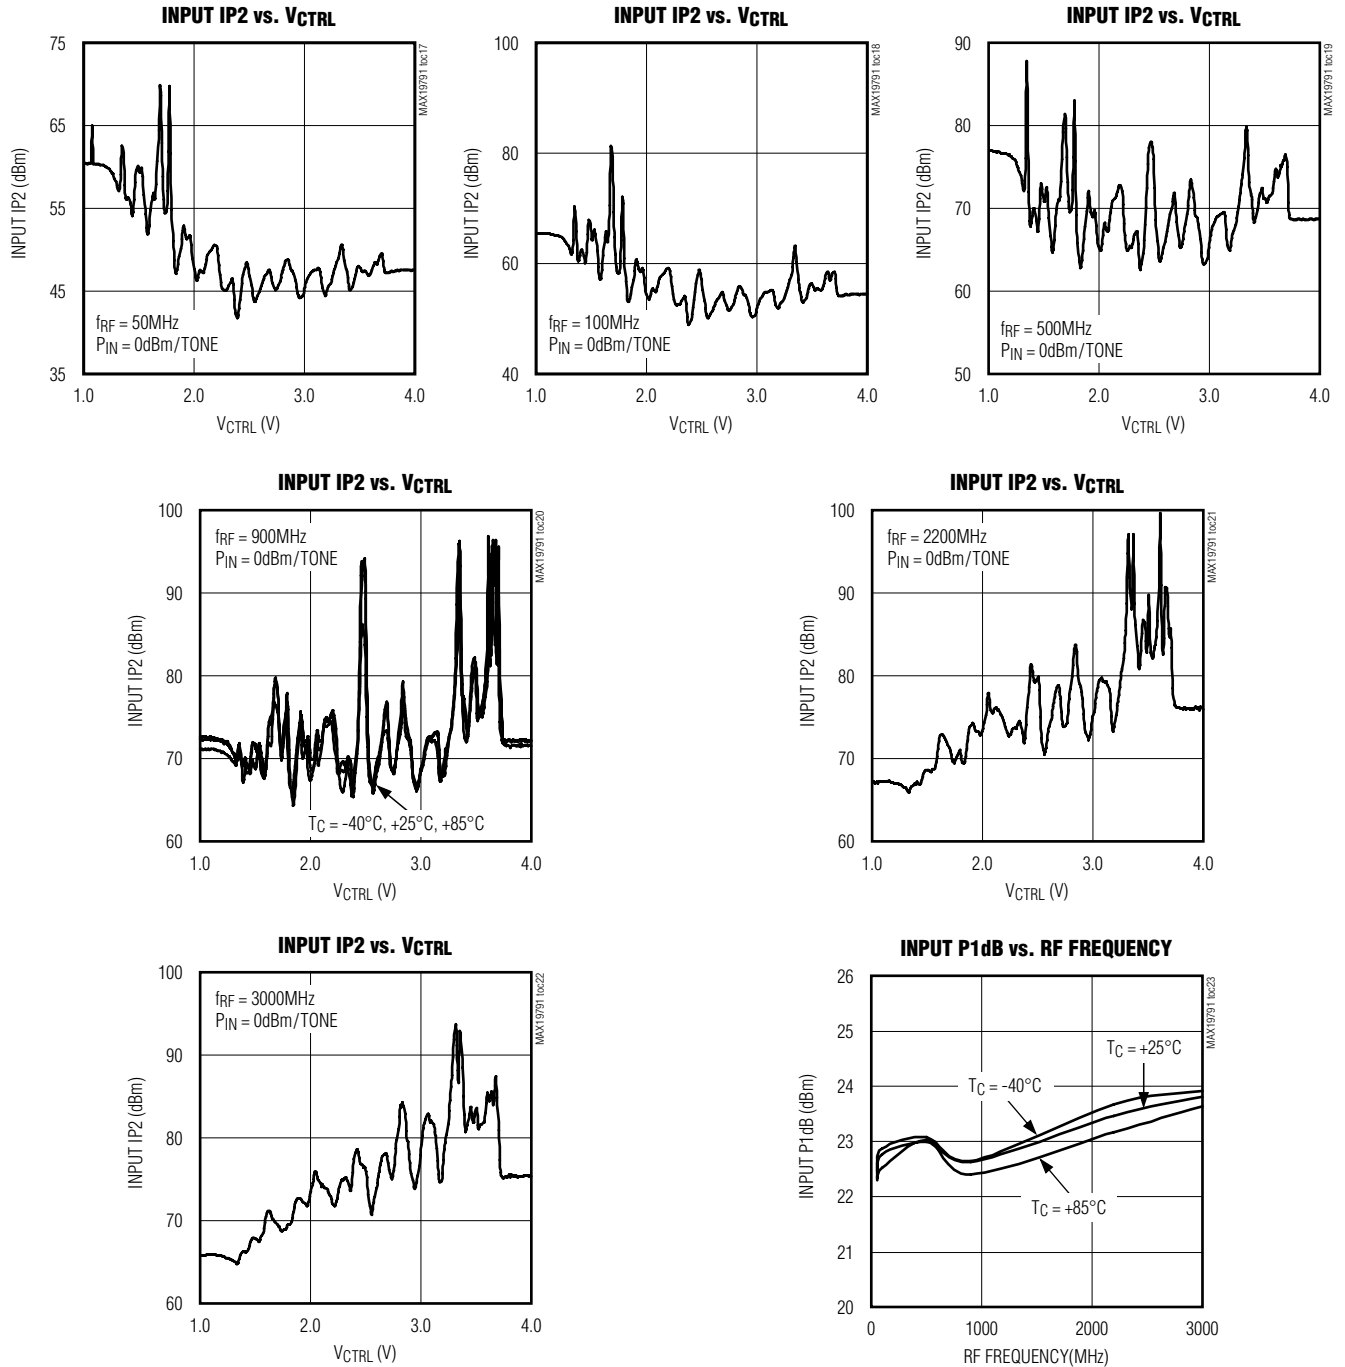 INPUT IP2 vs. VCTRL
75
65
55
45
35
INPUT IP2 (dBm)
MAX19791 toc17
fRF = 50MHz
PIN = 0dBm/TONE
1.0 2.0 3.0 4.0
VCTRL (V)
INPUT IP2 vs. VCTRL
100
80
60
40
INPUT IP2 (dBm)
MAX19791 toc18
fRF = 100MHz
PIN = 0dBm/TONE
1.0 2.0 3.0 4.0
VCTRL (V)
INPUT IP2 vs. VCTRL
90
80
70
60
50
INPUT IP2 (dBm)
MAX19791 toc19
fRF = 500MHz
PIN = 0dBm/TONE
1.0 2.0 3.0 4.0
VCTRL (V)
INPUT IP2 vs. VCTRL
100
90
80
70
60
INPUT IP2 (dBm)
MAX19791 toc20
fRF = 900MHz
PIN = 0dBm/TONE
TC = -40°C, +25°C, +85°C
1.0 2.0 3.0 4.0
VCTRL (V)
INPUT IP2 vs. VCTRL
100
90
80
70
60
INPUT IP2 (dBm)
MAX19791 toc21
fRF = 2200MHz
PIN = 0dBm/TONE
1.0 2.0 3.0 4.0
VCTRL (V)
INPUT IP2 vs. VCTRL
100
90
80
70
60
INPUT IP2 (dBm)
MAX19791 toc22
fRF = 3000MHz
PIN = 0dBm/TONE
1.0 2.0 3.0 4.0
VCTRL (V)
INPUT P1dB vs. RF FREQUENCY
26
25
24
23
22
21
20
INPUT P1dB (dBm)
MAX19791 toc23
TC = +25°C
TC = -40°C
TC = +85°C
0 1000 2000 3000
RF FREQUENCY(MHz)